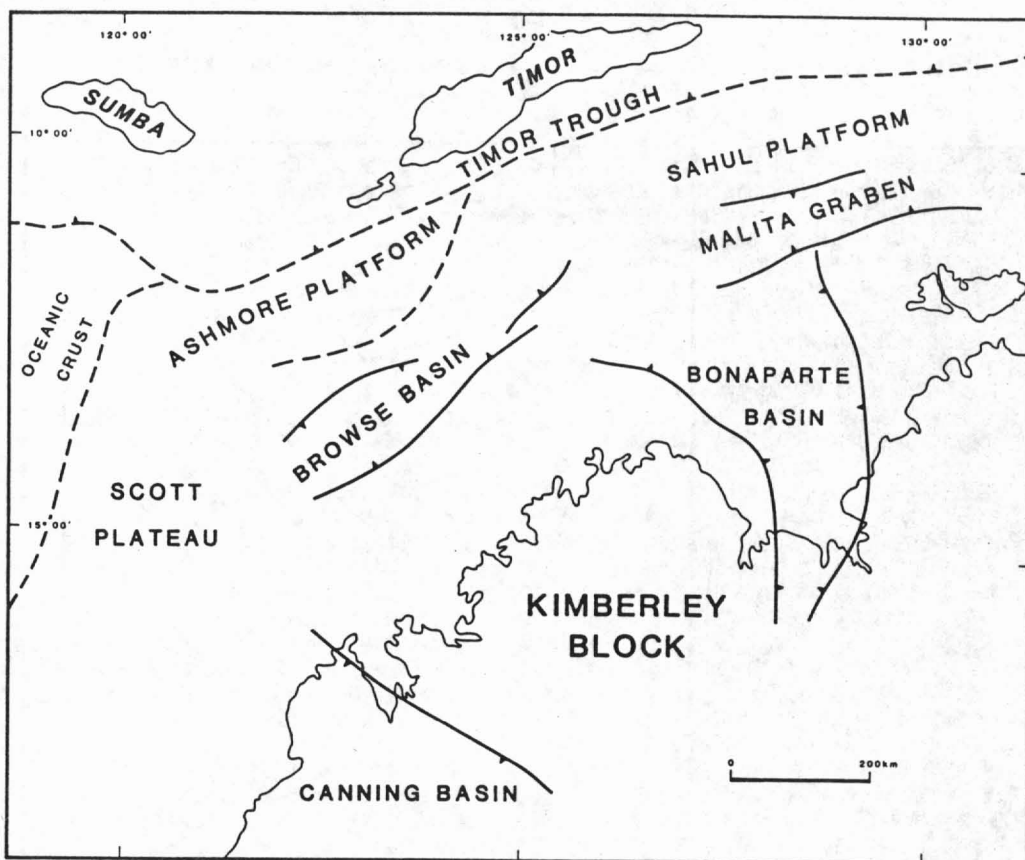 120° 00'
125° 00'
130° 00'
SUMBA
TIMOR
10° 00'
TIMOR TROUGH
SAHUL PLATFORM
MALITA GRABEN
ASHMORE PLATFORM
OCEANIC
CRUST
BROWSE BASIN
BONAPARTE
BASIN
SCOTT
PLATEAU
15° 00'
KIMBERLEY
BLOCK
0
200km
CANNING BASIN